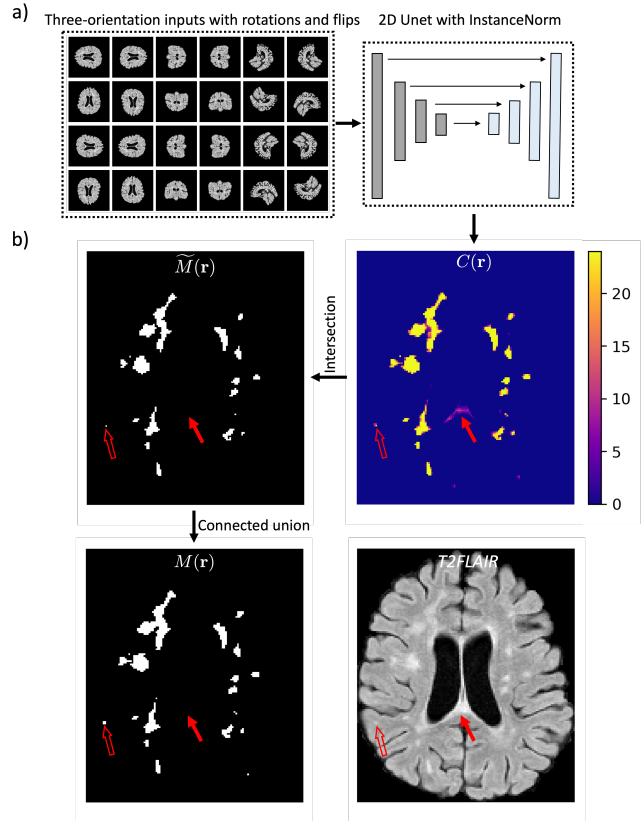 a)
Three-orientation inputs with rotations and flips
2D Unet with InstanceNorm
b)
M̃(r)
C(r)
20
15
10
5
0
Intersection
Connected union
M(r)
T2FLAIR